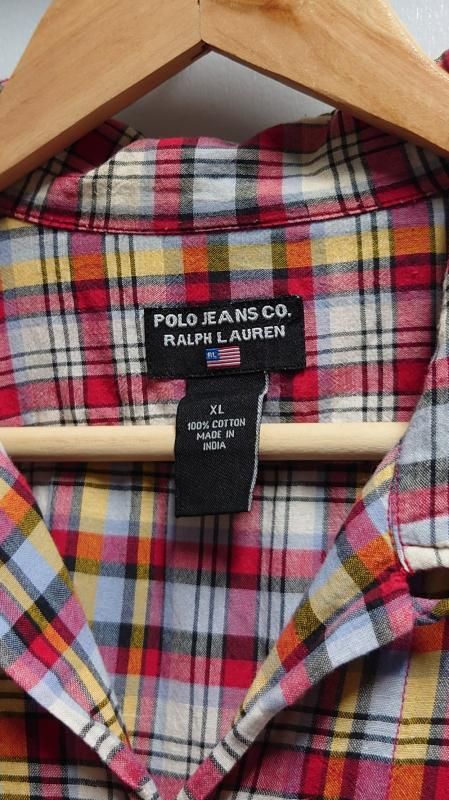 POLO JEANS CO.
RALPH LAUREN
RL
XL
100% COTTON
MADE IN
INDIA